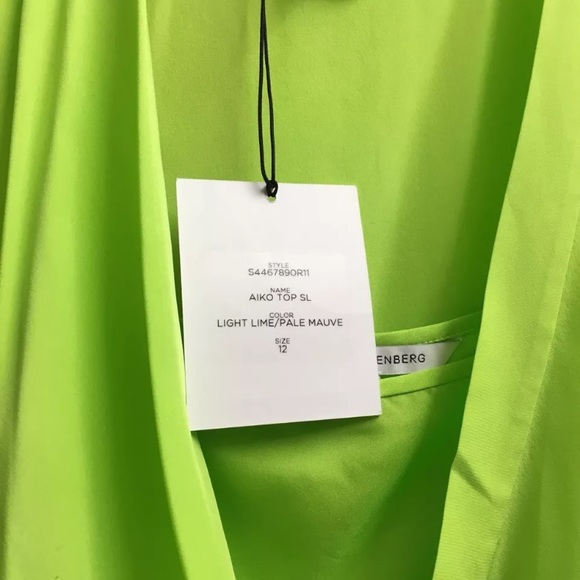 STYLE
S4467890R11
NAME
AIKO TOP SL
COLOR
LIGHT LIME/PALE MAUVE
SIZE
12
ENBERG